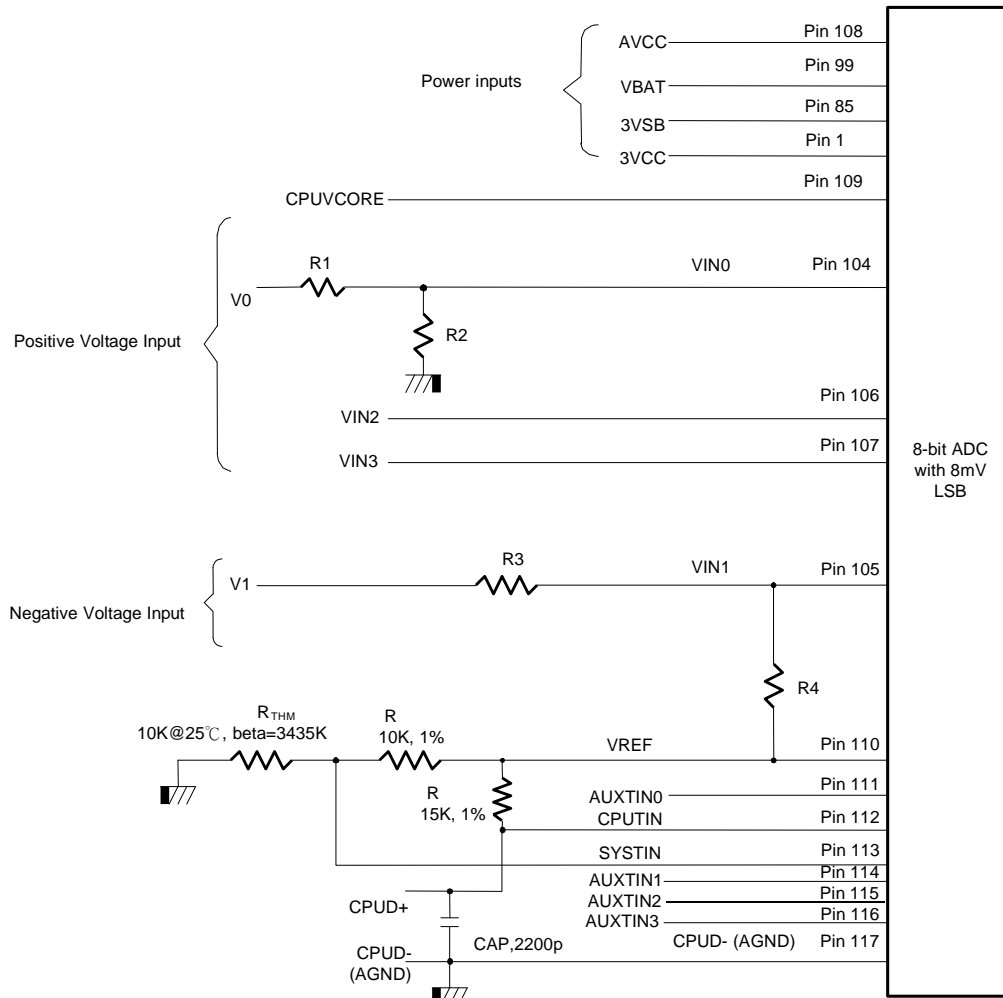 Power inputs
AVCC
Pin 108
VBAT
Pin 99
3VSB
Pin 85
3VCC
Pin 1
CPUVCORE
Pin 109
Positive Voltage Input
V0
R1
R2
VIN0
Pin 104
VIN2
Pin 106
VIN3
Pin 107
8-bit ADC
with 8mV
LSB
Negative Voltage Input
V1
R3
VIN1
Pin 105
R4
RTHM
10K@25℃, beta=3435K
R
10K, 1%
VREF
Pin 110
R
15K, 1%
AUXTIN0
Pin 111
CPUTIN
Pin 112
SYSTIN
Pin 113
AUXTIN1
Pin 114
AUXTIN2
Pin 115
AUXTIN3
Pin 116
CPUD+
CAP,2200p
CPUD-
(AGND)
CPUD- (AGND)
Pin 117